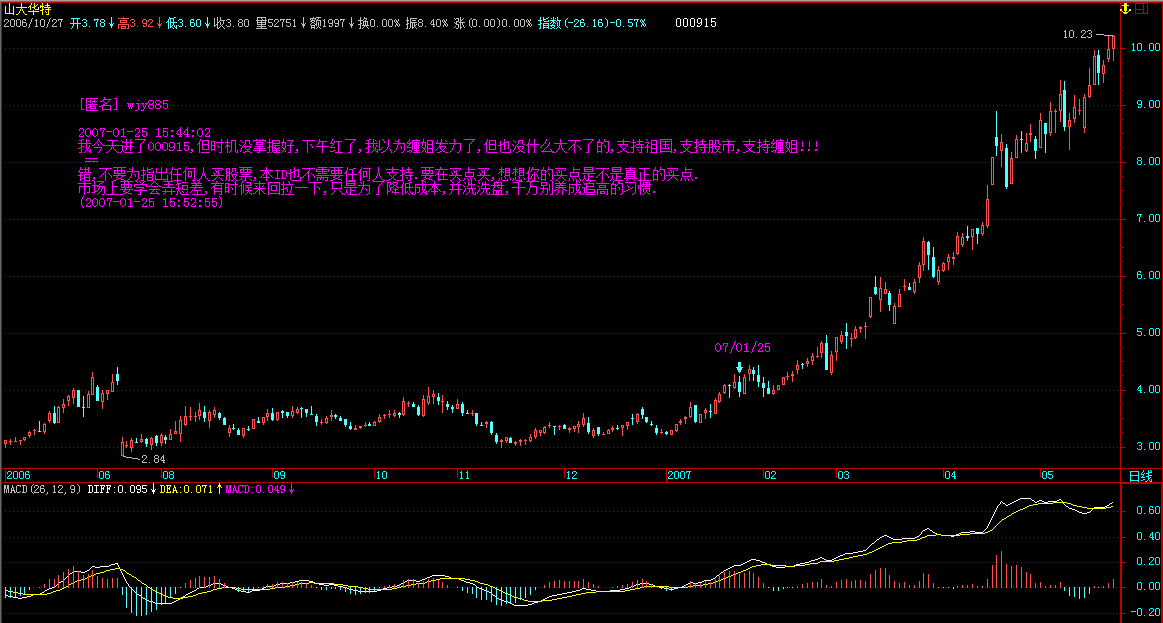 山大华特
2006/10/27 开3.78↓高3.92↓低3.60↓收3.80 量52751↓额1997↓换0.00% 振8.40% 涨(0.00)0.00% 指数(-26.16)-0.57% 000915
10.23
10.00
[匿名] wjy885
9.00
2007-01-25 15:44:02
我今天进了000915,但时机没掌握好,下午红了,我以为缠姐发力了,但也没什么大不了的,支持祖国,支持股市,支持缠姐!!!
==
8.00
错,不要为指出任何人买股票,本ID也不需要任何人支持.要在买点买,想想你的买点是不是真正的买点.
市场上要学会弄短差,有时候来回拉一下,只是为了降低成本,并洗洗盘,千万别养成追高的习惯.
(2007-01-25 15:52:55)
7.00
6.00
5.00
07/01/25
4.00
3.00
2.84
2006 06 08 09 10 11 12 2007 02 03 04 05 日线
MACD(26,12,9) DIFF:0.095↓DEA:0.071↑MACD:0.049↓
0.60
0.40
0.20
0.00
-0.20